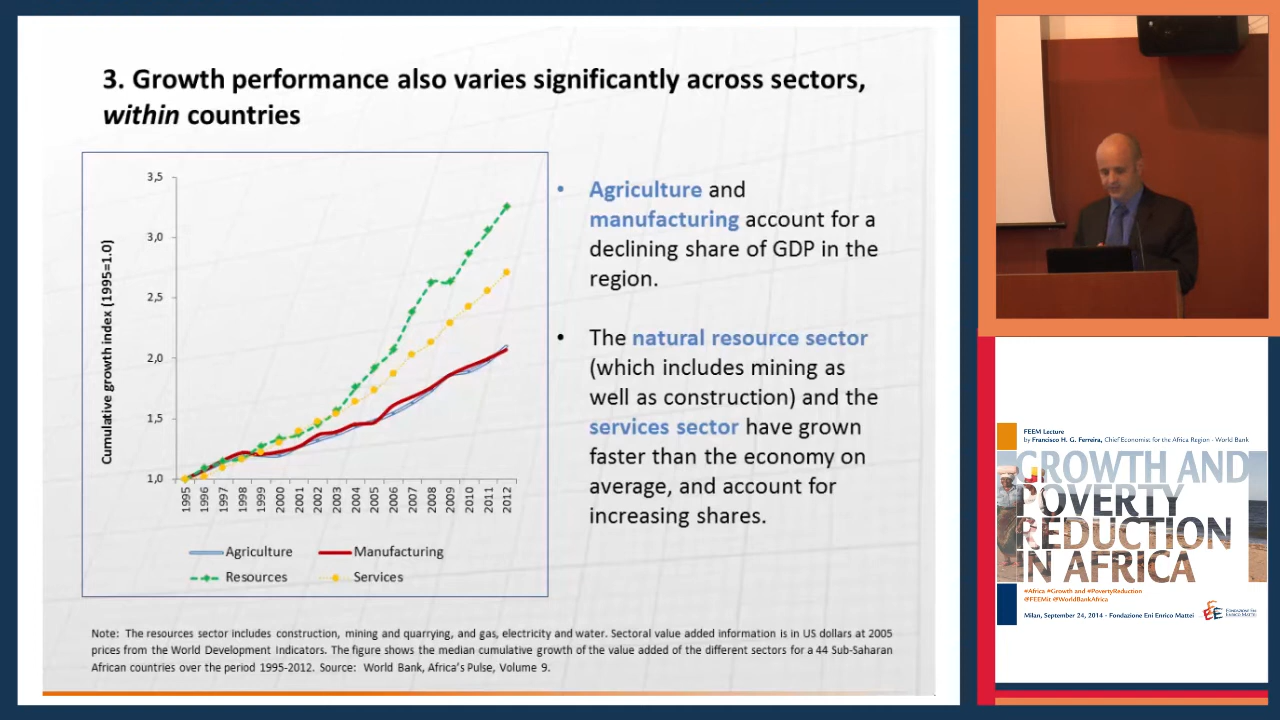 3. Growth performance also varies significantly across sectors,
within countries
Cumulative growth index (1995=1.0)
3,5
3,0
2,5
2,0
1,5
1,0
1995
1996
1997
1998
1999
2000
2001
2002
2003
2004
2005
2006
2007
2008
2009
2010
2011
2012
Agriculture
Manufacturing
Resources
Services
• Agriculture and
manufacturing account for a
declining share of GDP in the
region.
• The natural resource sector
(which includes mining as
well as construction) and the
services sector have grown
faster than the economy on
average, and account for
increasing shares.
Note: The resources sector includes construction, mining and quarrying, and gas, electricity and water. Sectoral value added information is in US dollars at 2005
prices from the World Development Indicators. The figure shows the median cumulative growth of the value added of the different sectors for a 44 Sub-Saharan
African countries over the period 1995-2012. Source: World Bank, Africa's Pulse, Volume 9.
FEEM Lecture
by Francisco H. G. Ferreira, Chief Economist for the Africa Region - World Bank
GROWTH AND
POVERTY
REDUCTION
IN AFRICA
#Africa #Growth and #PovertyReduction
@FEEMit @WorldBankAfrica
Milan, September 24, 2014 - Fondazione Eni Enrico Mattei
Fondazione Eni
Enrico Mattei